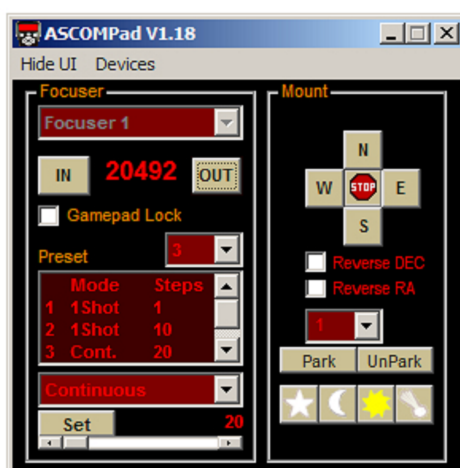 ASCOMPad V1.18
Hide UI Devices
Focuser
Focuser 1
IN 20492 OUT
Gamepad Lock
Preset 3
Mode Steps
1 1Shot 1
2 1Shot 10
3 Cont. 20
Continuous
Set 20
Mount
N
W STOP E
S
Reverse DEC
Reverse RA
1
Park UnPark